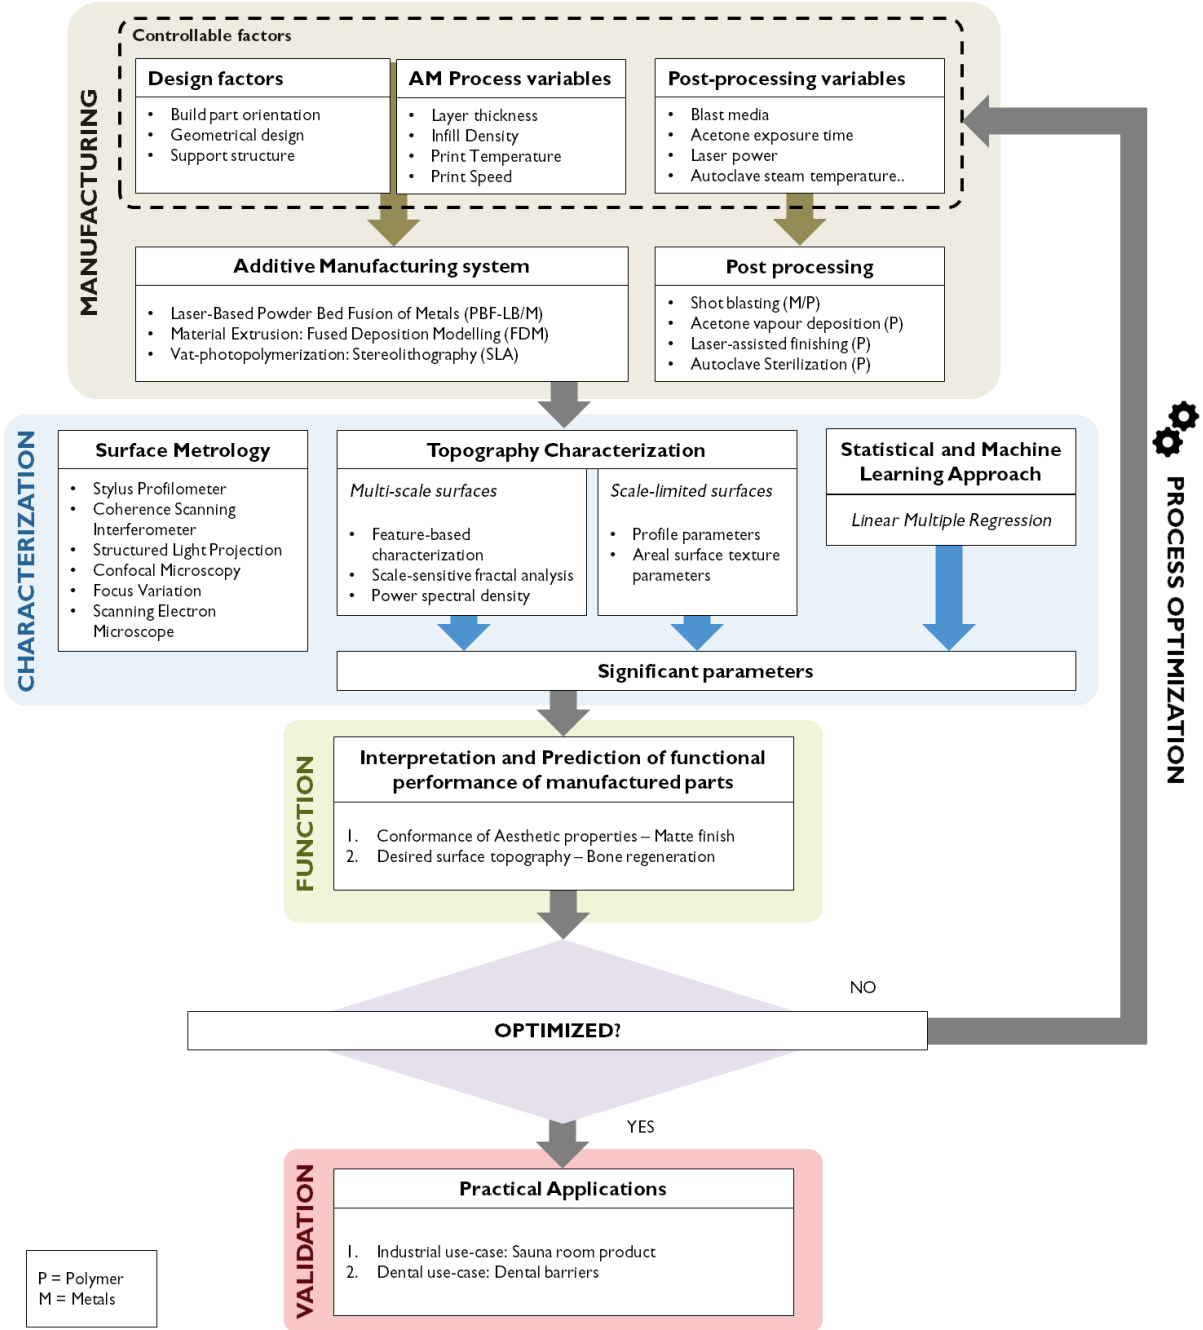 Controllable factors
MANUFACTURING
Design factors
• Build part orientation
• Geometrical design
• Support structure
AM Process variables
• Layer thickness
• Infill Density
• Print Temperature
• Print Speed
Post-processing variables
• Blast media
• Acetone exposure time
• Laser power
• Autoclave steam temperature..
Additive Manufacturing system
• Laser-Based Powder Bed Fusion of Metals (PBF-LB/M)
• Material Extrusion: Fused Deposition Modelling (FDM)
• Vat-photopolymerization: Stereolithography (SLA)
Post processing
• Shot blasting (M/P)
• Acetone vapour deposition (P)
• Laser-assisted finishing (P)
• Autoclave Sterilization (P)
CHARACTERIZATION
Surface Metrology
• Stylus Profilometer
• Coherence Scanning
Interferometer
• Structured Light Projection
• Confocal Microscopy
• Focus Variation
• Scanning Electron
Microscope
Topography Characterization
Multi-scale surfaces
• Feature-based
characterization
• Scale-sensitive fractal analysis
• Power spectral density
Scale-limited surfaces
• Profile parameters
• Areal surface texture
parameters
Statistical and Machine
Learning Approach
Linear Multiple Regression
Significant parameters
PROCESS OPTIMIZATION
FUNCTION
Interpretation and Prediction of functional
performance of manufactured parts
1. Conformance of Aesthetic properties – Matte finish
2. Desired surface topography – Bone regeneration
NO
OPTIMIZED?
YES
VALIDATION
Practical Applications
1. Industrial use-case: Sauna room product
2. Dental use-case: Dental barriers
P = Polymer
M = Metals